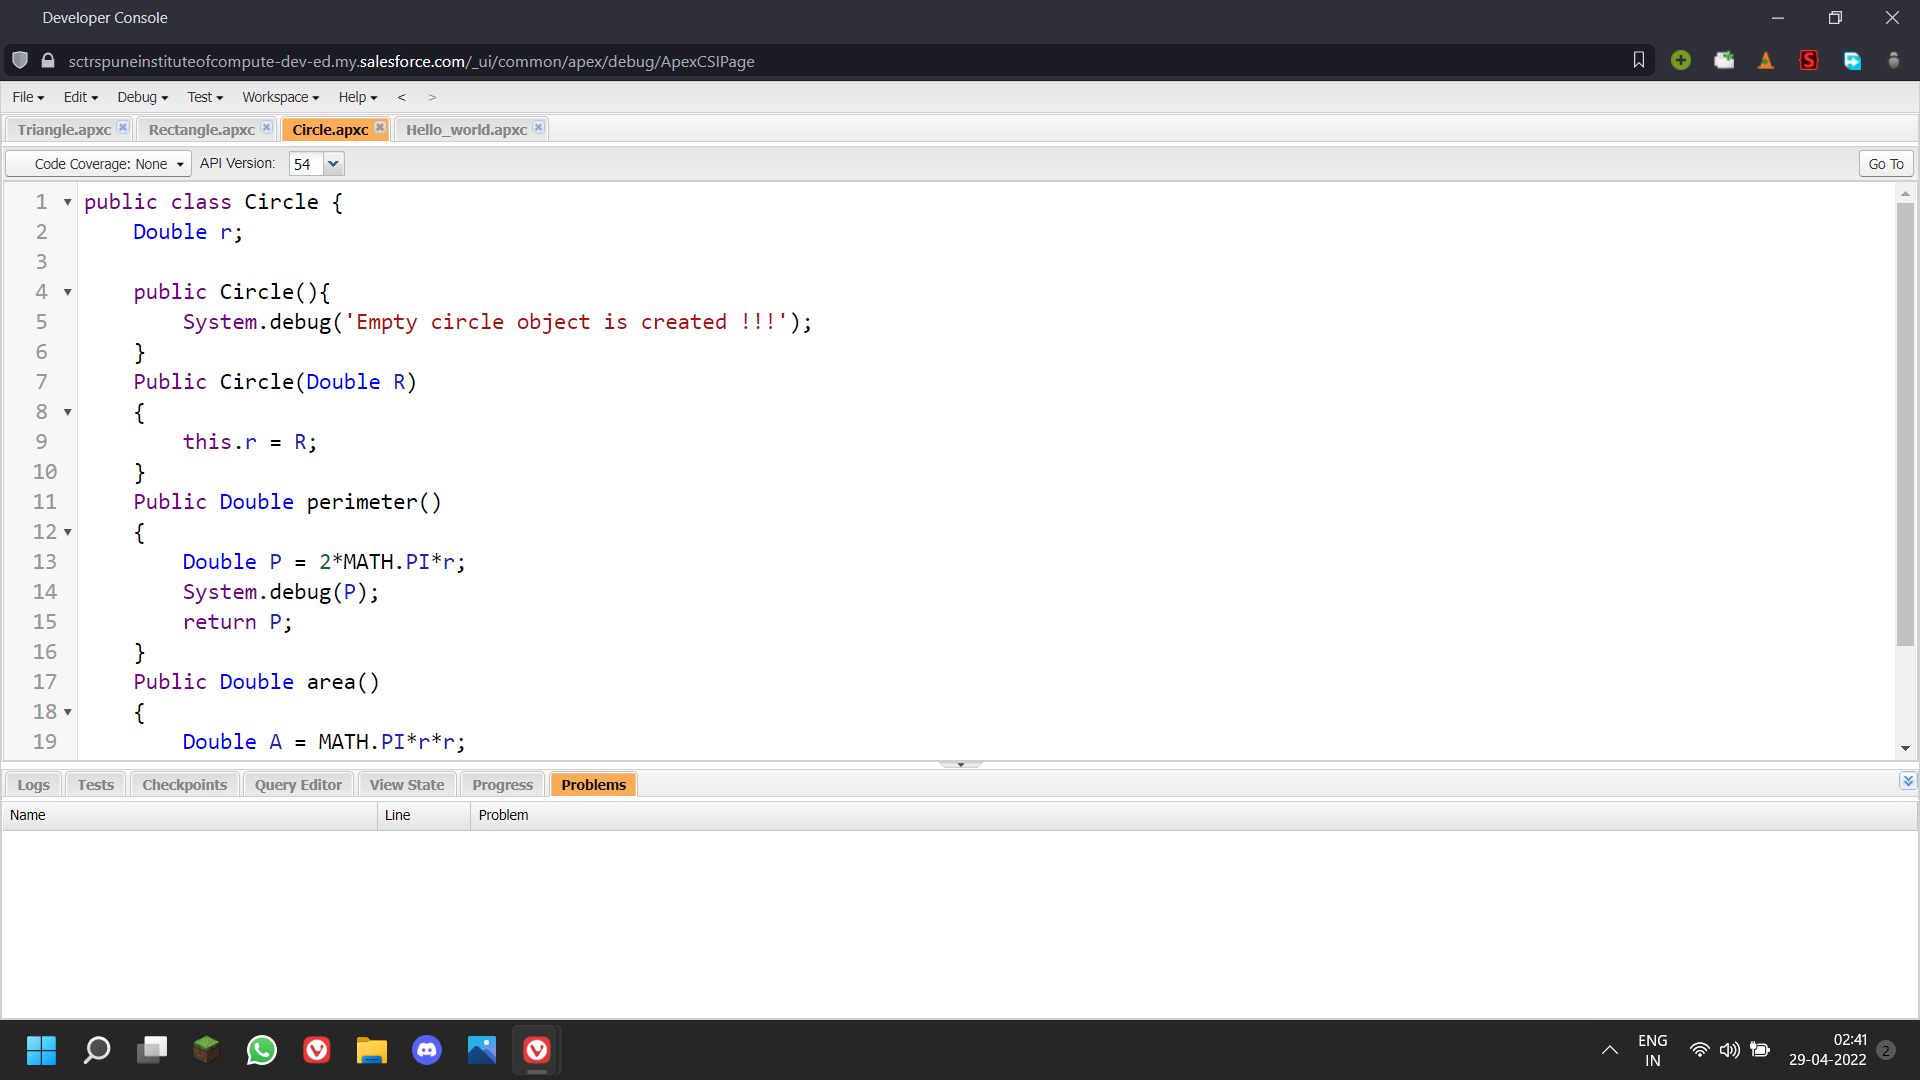 Developer Console
sctrspuneinstituteofcompute-dev-ed.my.salesforce.com/_ui/common/apex/debug/ApexCSIPage
File Edit Debug Test Workspace Help < >
Triangle.apxc Rectangle.apxc Circle.apxc Hello_world.apxc
Code Coverage: None API Version: 54 Go To
1 public class Circle {
2 Double r;
3
4 public Circle(){
5 System.debug('Empty circle object is created !!!');
6 }
7 Public Circle(Double R)
8 {
9 this.r = R;
10 }
11 Public Double perimeter()
12 {
13 Double P = 2*MATH.PI*r;
14 System.debug(P);
15 return P;
16 }
17 Public Double area()
18 {
19 Double A = MATH.PI*r*r;
Logs Tests Checkpoints Query Editor View State Progress Problems
Name Line Problem
ENG 02:41
IN 29-04-2022 2